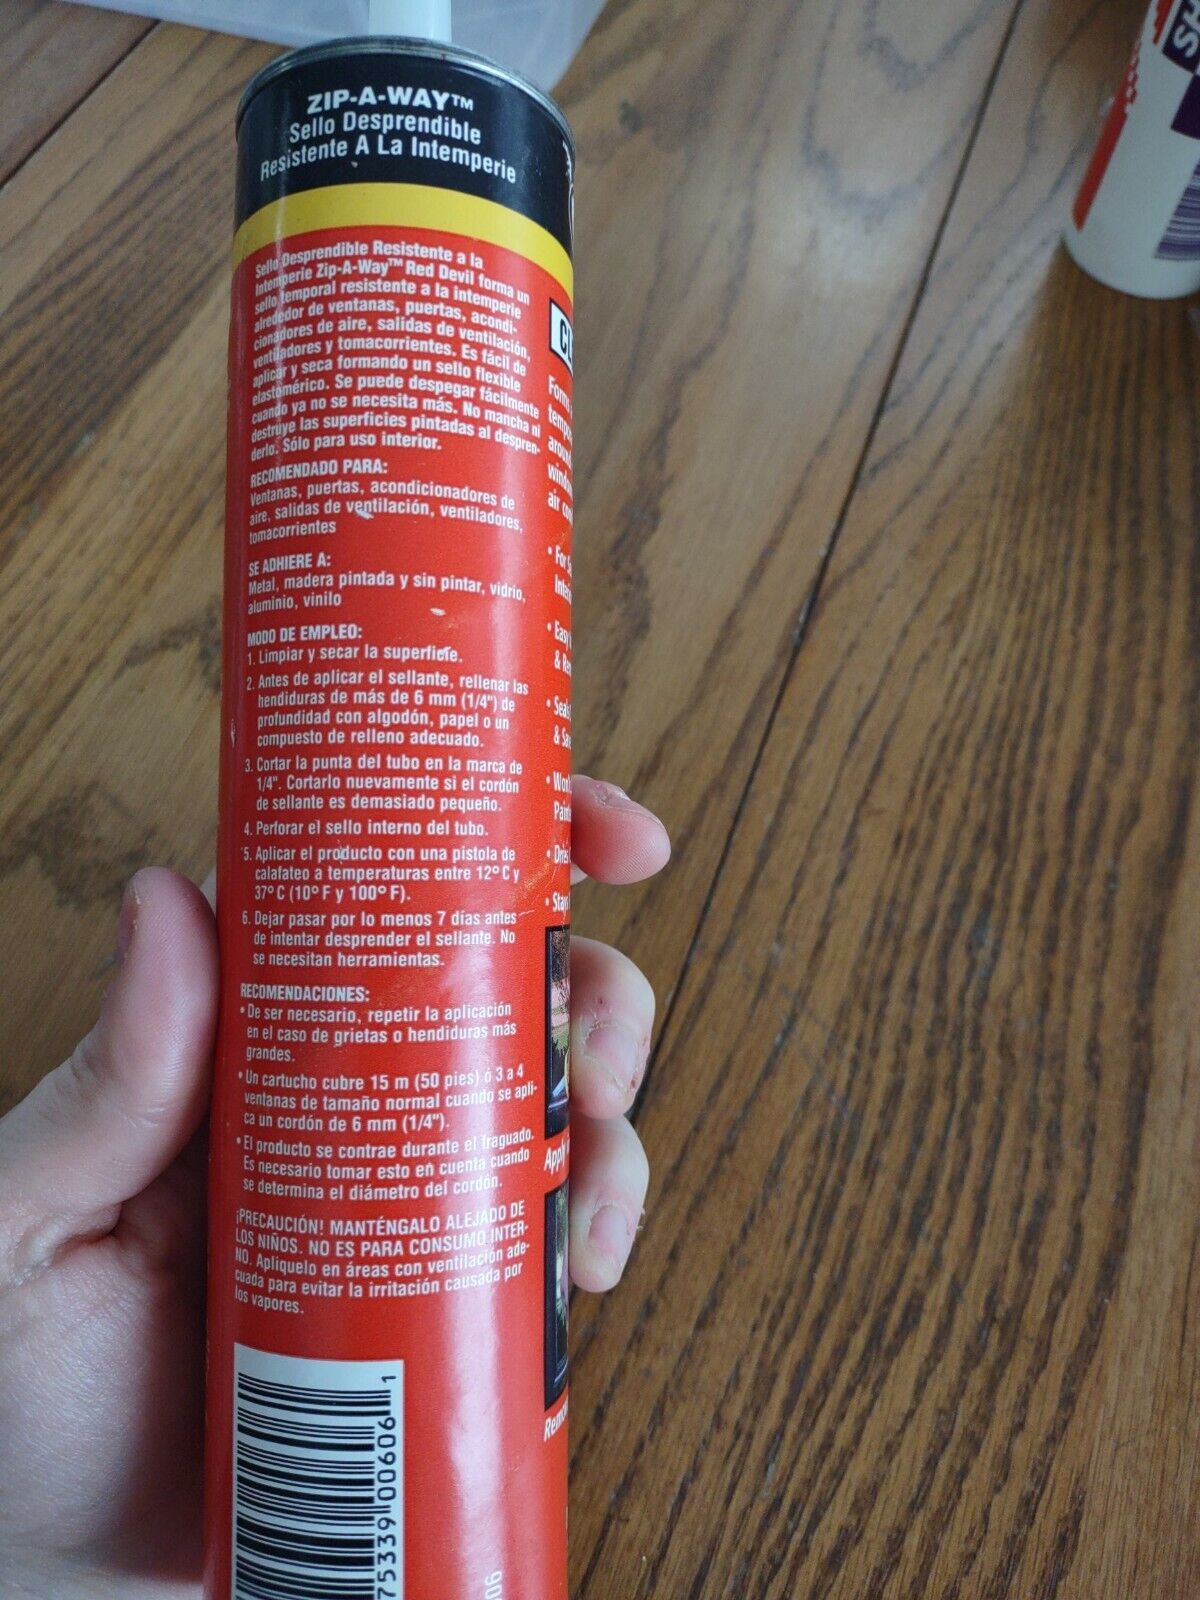 ZIP-A-WAY™
Sello Desprendible
Resistente A La Intemperie
Sello Desprendible Resistente a la
Intemperie Zip-A-Way™ Red Devil forma un
sello temporal resistente a la intemperie
alrededor de ventanas, puertas, acondi-
cionadores de aire, salidas de ventilación,
ventiladores y tomacorrientes. Es fácil de
aplicar y seca formando un sello flexible
elastomérico. Se puede despegar fácilmente
cuando ya no se necesita más. No mancha ni
destruye las superficies pintadas al despren-
derlo. Sólo para uso interior.
RECOMENDADO PARA:
Ventanas, puertas, acondicionadores de
aire, salidas de ventilación, ventiladores,
tomacorrientes
SE ADHIERE A:
Metal, madera pintada y sin pintar, vidrio,
aluminio, vinilo
MODO DE EMPLEO:
1. Limpiar y secar la superficie.
2. Antes de aplicar el sellante, rellenar las
hendiduras de más de 6 mm (1/4") de
profundidad con algodón, papel o un
compuesto de relleno adecuado.
3. Cortar la punta del tubo en la marca de
1/4". Cortarlo nuevamente si el cordón
de sellante es demasiado pequeño.
4. Perforar el sello interno del tubo.
5. Aplicar el producto con una pistola de
calafateo a temperaturas entre 12° C y
37° C (10° F y 100° F).
6. Dejar pasar por lo menos 7 días antes
de intentar desprender el sellante. No
se necesitan herramientas.
RECOMENDACIONES:
• De ser necesario, repetir la aplicación
en el caso de grietas o hendiduras más
grandes.
• Un cartucho cubre 15 m (50 pies) ó 3 a 4
ventanas de tamaño normal cuando se apli-
ca un cordón de 6 mm (1/4").
• El producto se contrae durante el fraguado.
Es necesario tomar esto en cuenta cuando
se determina el diámetro del cordón.
¡PRECAUCIÓN! MANTÉNGALO ALEJADO DE
LOS NIÑOS. NO ES PARA CONSUMO INTER-
NO. Apliquelo en áreas con ventilación ade-
cuada para evitar la irritación causada por
los vapores.
75339 00606 1
06
• For
• Easy
&
• Seals
&
air
Apply